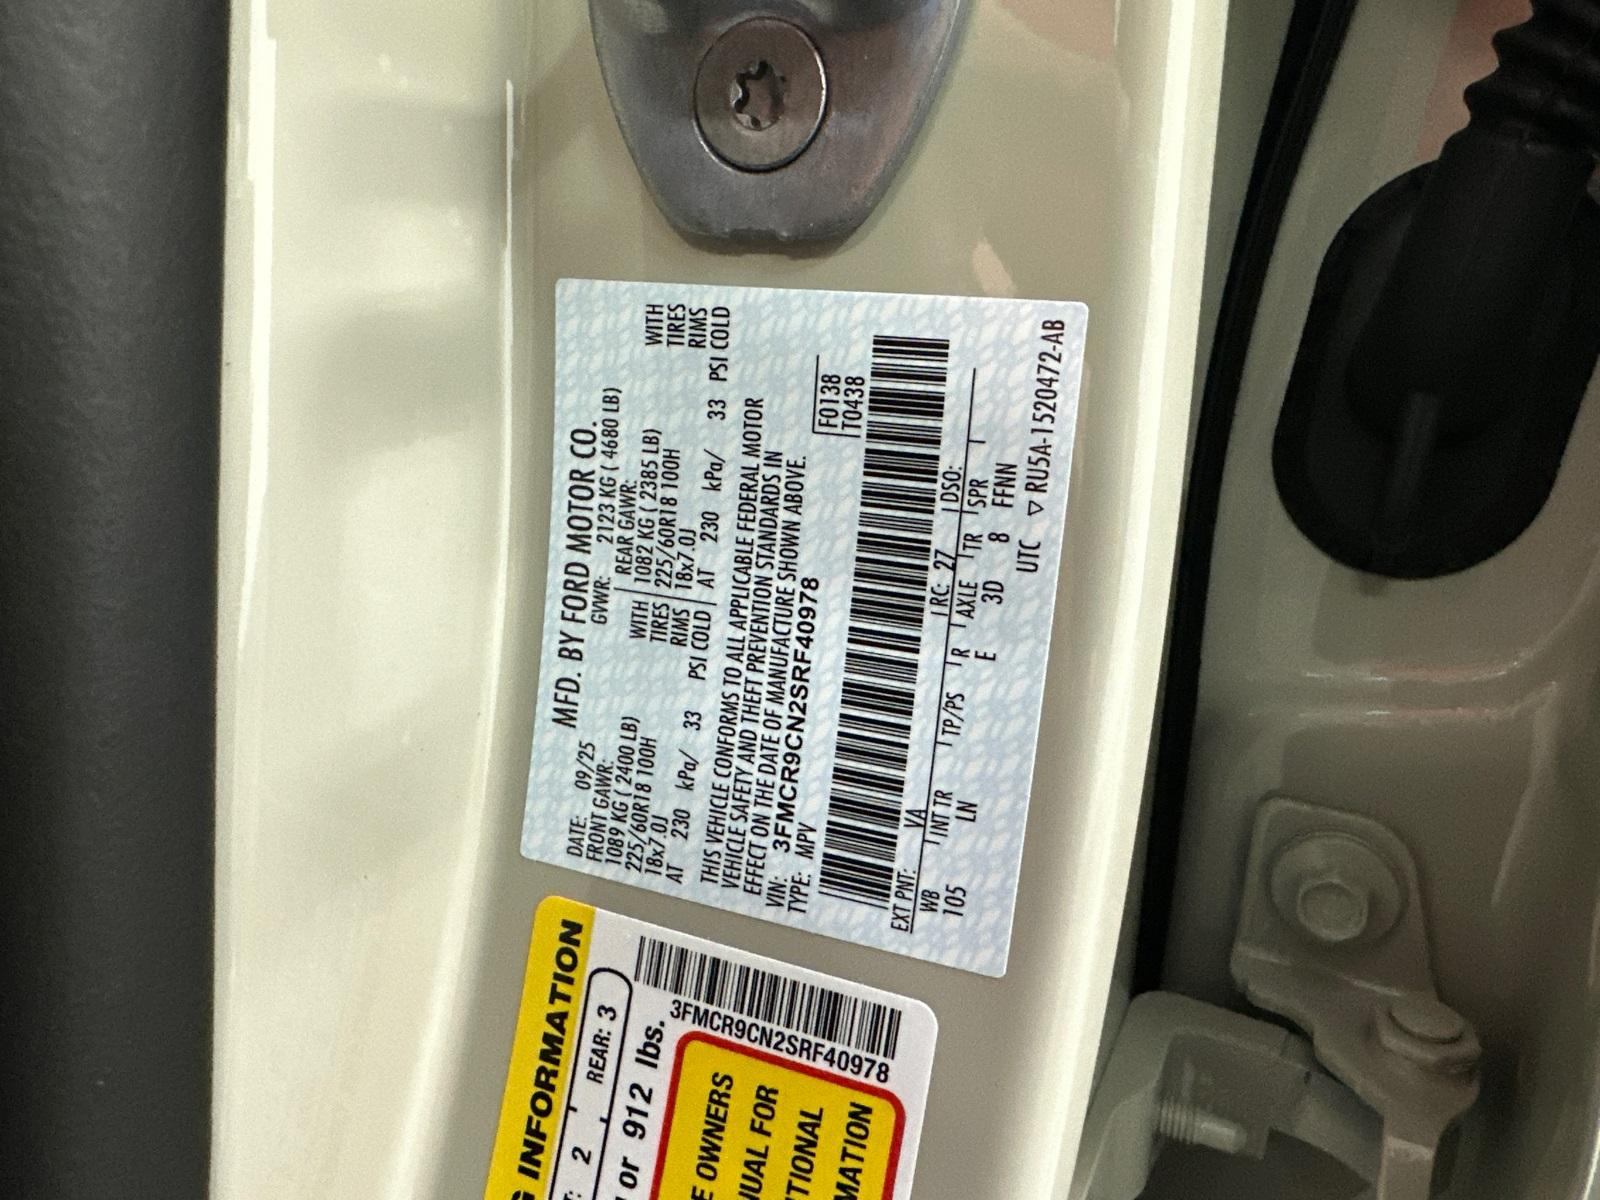 MFD. BY FORD MOTOR CO.
DATE: 09/25 GVWR: 2123 KG ( 4680 LB)
FRONT GAWR: REAR GAWR:
1089 KG ( 2400 LB) WITH 1082 KG ( 2385 LB) WITH
225/60R18 100H TIRES 225/60R18 100H TIRES
18x7.0J RIMS 18x7.0J RIMS
AT 230 kPa/ 33 PSI COLD AT 230 kPa/ 33 PSI COLD
THIS VEHICLE CONFORMS TO ALL APPLICABLE FEDERAL MOTOR
VEHICLE SAFETY AND THEFT PREVENTION STANDARDS IN
EFFECT ON THE DATE OF MANUFACTURE SHOWN ABOVE.
VIN: 3FMCR9CN2SRF40978
TYPE: MPV
F0138
T0438
EXT PNT: VA RC: 27 DSO:
WB INT TR TP/PS R AXLE TR SPR
105 LN E 3D 8 FFNN
UTC ▽ RU5A-1520472-AB
INFORMATION
2 REAR: 3
or 912 lbs.
3FMCR9CN2SRF40978
OWNERS
FOR